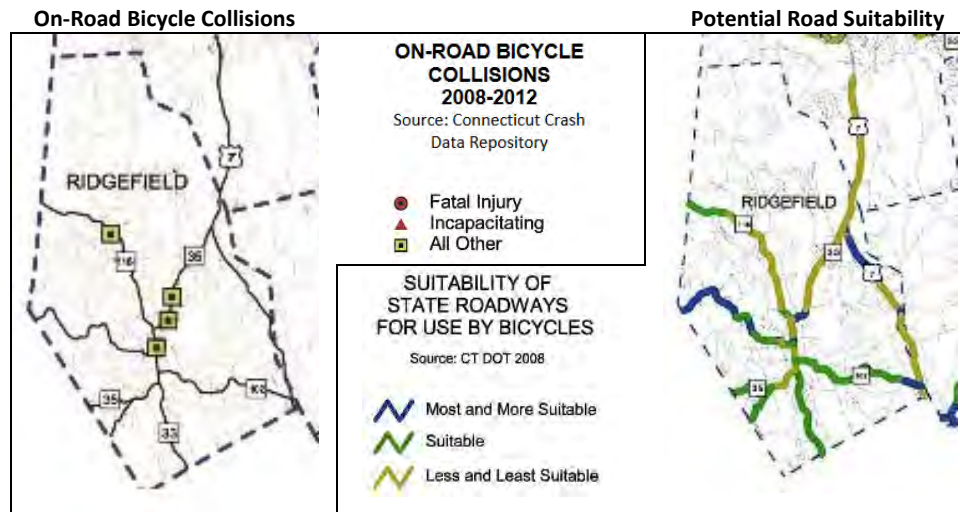 On-Road Bicycle Collisions
Potential Road Suitability
ON-ROAD BICYCLE
COLLISIONS
2008-2012
Source: Connecticut Crash
Data Repository
Fatal Injury
Incapacitating
All Other
SUITABILITY OF
STATE ROADWAYS
FOR USE BY BICYCLES
Source: CT DOT 2008
Most and More Suitable
Suitable
Less and Least Suitable
7
RIDGEFIELD
116
35
35
33
102
7
RIDGEFIELD
35
7
35